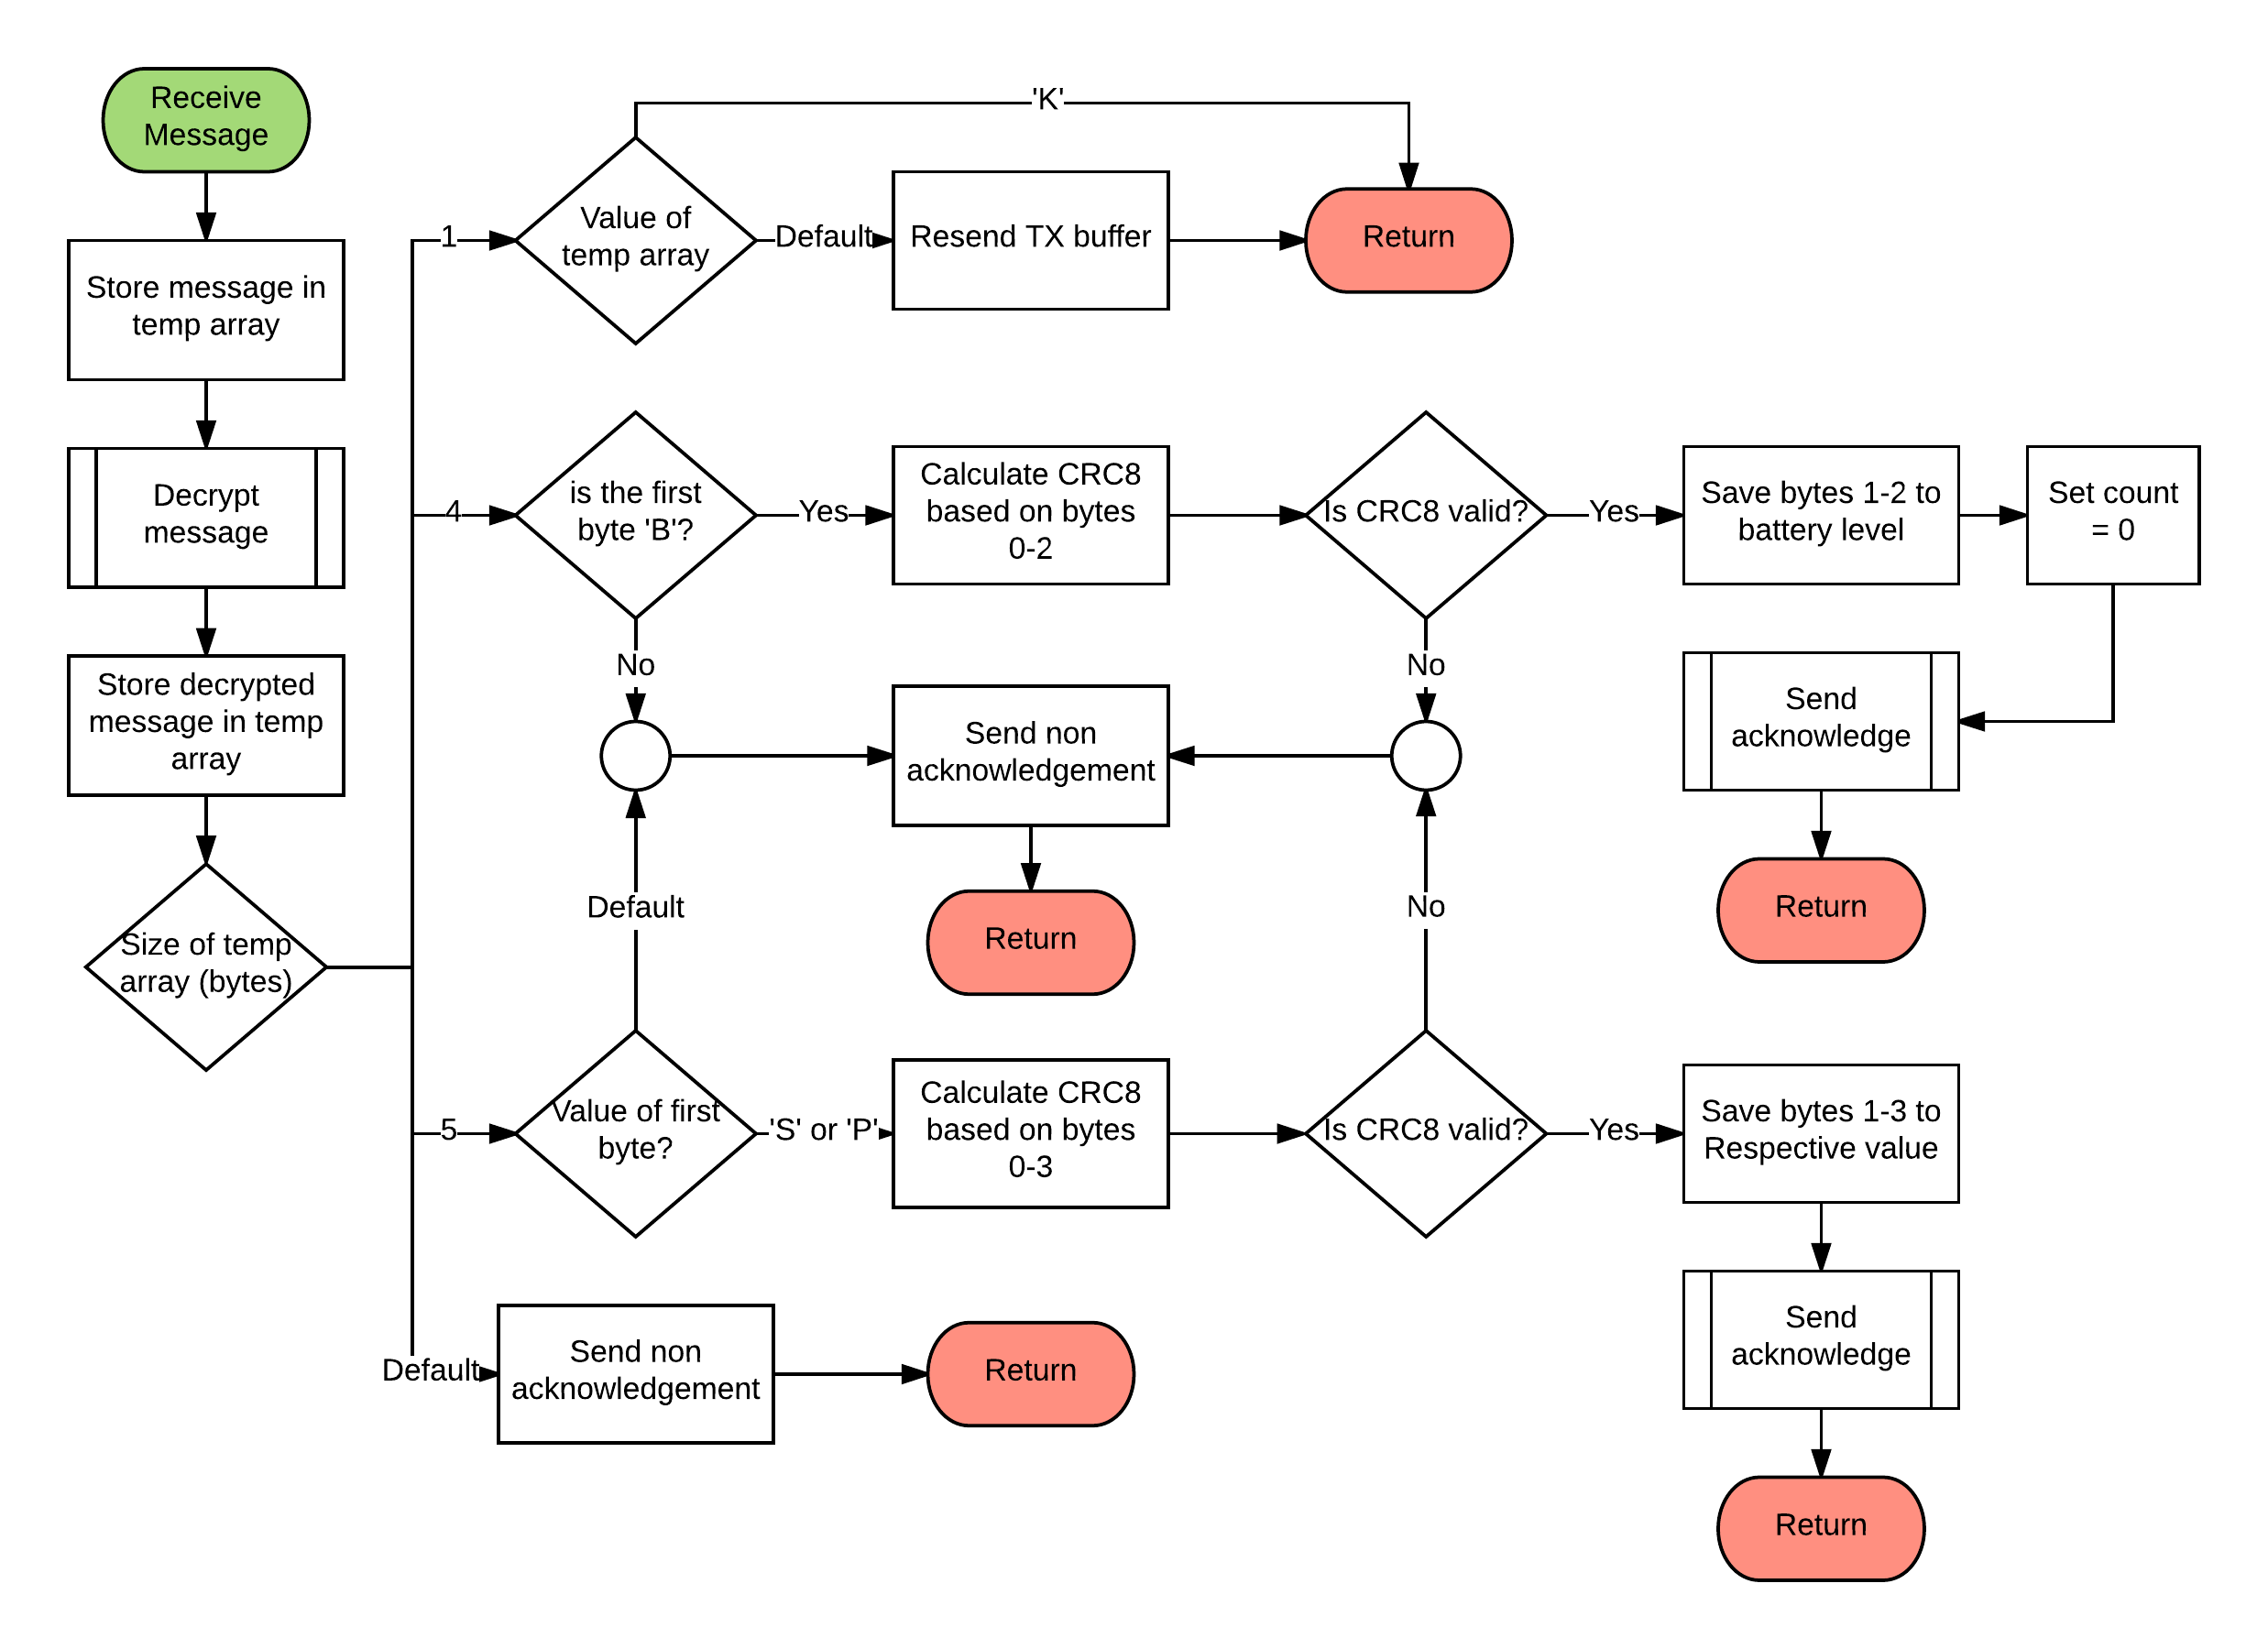 Receive
Message
Store message in
temp array
Decrypt
message
Store decrypted
message in temp
array
Size of temp
array (bytes)
1
Value of
temp array
'K'
Default
Resend TX buffer
Return
4
is the first
byte 'B'?
Yes
Calculate CRC8
based on bytes
0-2
Is CRC8 valid?
Yes
Save bytes 1-2 to
battery level
Set count
= 0
Send
acknowledge
Return
No
No
Send non
acknowledgement
Return
Default
No
5
Value of first
byte?
'S' or 'P'
Calculate CRC8
based on bytes
0-3
Is CRC8 valid?
Yes
Save bytes 1-3 to
Respective value
Send
acknowledge
Return
Default
Send non
acknowledgement
Return